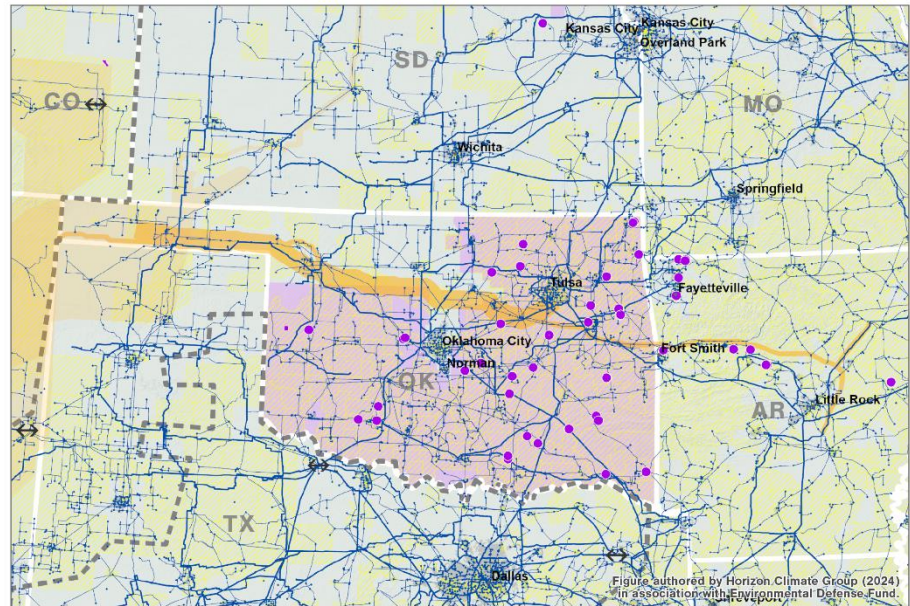 Kansas City
Kansas City
Overland Park
SD
CO
MO
Wichita
Springfield
Tulsa
Fayetteville
Oklahoma City
Norman
Fort Smith
OK
AR
Little Rock
TX
Dallas
Shreveport
Figure authored by Horizon Climate Group (2024)
in association with Environmental Defense Fund.